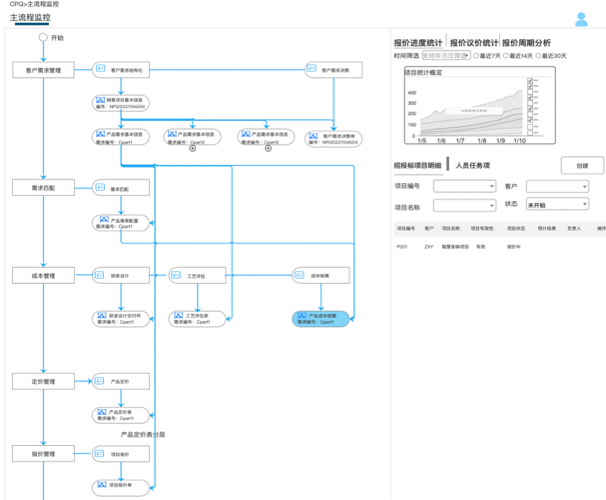 CPQ>主流程监控
主流程监控
开始
客户需求管理
客户需求结构化
客户需求决策
销售项目基本信息
编号：NPI20221104004
产品需求基本信息
需求编号：Cpart1
产品需求基本信息
需求编号：Cpart2
产品需求基本信息
需求编号：Cpart3
客户需求决策单
编号：NPI20221104004
需求匹配
需求匹配
产品推荐配置
需求编号：Cpart1
成本管理
研发设计
工艺评估
成本核算
研发设计交付件
需求编号：Cpart1
工艺评估表
需求编号：Cpart1
产品成本核算
需求编号：Cpart1
定价管理
产品定价
产品定价表
需求编号：Cpart1
产品定价表分层
报价管理
项目报价
项目报价单
报价进度统计 报价议价统计 报价周期分析
时间筛选 支持年月日筛选 最近7天 最近14天 最近30天
项目统计概览
400
300
200
100
0
1/5 1/6 1/7 1/8 1/9 1/10
招投标项目明细 人员任务项
创建
项目编号 客户
项目名称 状态 未开始
项目编号 客户 项目名称 项目有效性 项目状态 预计结果 负责人 操作
P001 ZXY 智慧音频项目 有效 报价中